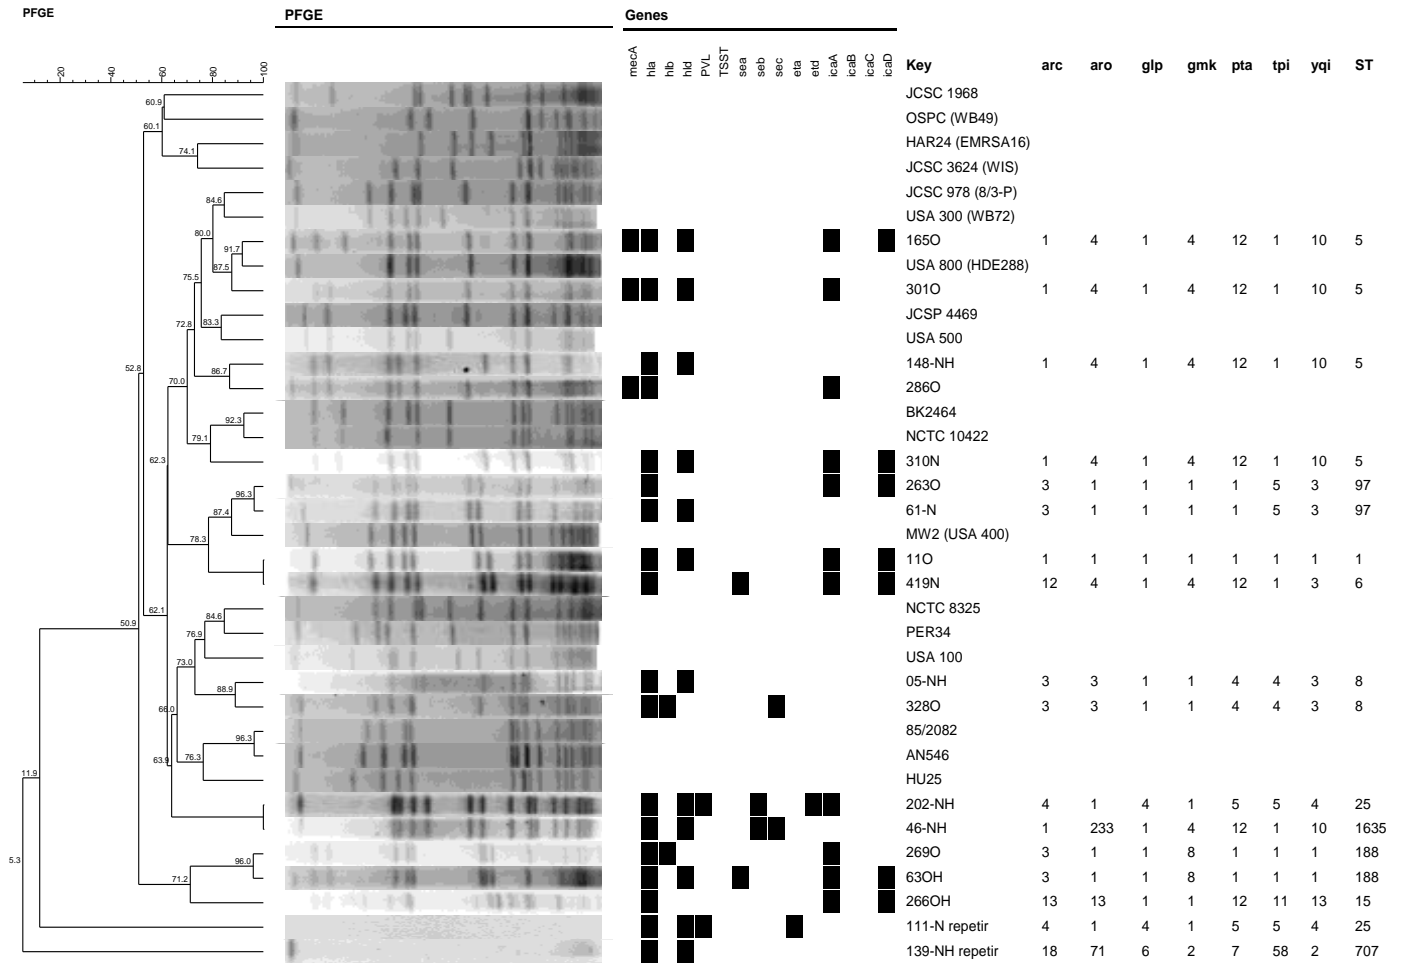 PFGE PFGE Genes
20 40 60 80 100
mecA hla hlb hld PVL TSST sea seb sec eta etd icaA icaB icaC icaD
Key arc aro glp gmk pta tpi yqi ST
JCSC 1968
60.9
OSPC (WB49)
60.1
HAR24 (EMRSA16)
74.1
JCSC 3624 (WIS)
JCSC 978 (8/3-P)
84.6
USA 300 (WB72)
80.0
165O 1 4 1 4 12 1 10 5
91.7
USA 800 (HDE288)
87.5
75.5
301O 1 4 1 4 12 1 10 5
JCSP 4469
72.8 83.3
USA 500
148-NH 1 4 1 4 12 1 10 5
52.8 86.7
70.0
286O
BK2464
92.3
NCTC 10422
79.1
62.3
310N 1 4 1 4 12 1 10 5
263O 3 1 1 1 1 5 3 97
96.3
61-N 3 1 1 1 1 5 3 97
87.4
MW2 (USA 400)
78.3
11O 1 1 1 1 1 1 1 1
419N 12 4 1 4 12 1 3 6
NCTC 8325
62.1 84.6
50.9
PER34
76.9
USA 100
73.0
05-NH 3 3 1 1 4 4 3 8
88.9
328O 3 3 1 1 4 4 3 8
66.0
85/2082
96.3
AN546
63.9 76.3
11.9
HU25
202-NH 4 1 4 1 5 5 4 25
46-NH 1 233 1 4 12 1 10 1635
269O 3 1 1 8 1 1 1 188
5.3 96.0
63OH 3 1 1 8 1 1 1 188
71.2
266OH 13 13 1 1 12 11 13 15
111-N repetir 4 1 4 1 5 5 4 25
139-NH repetir 18 71 6 2 7 58 2 707